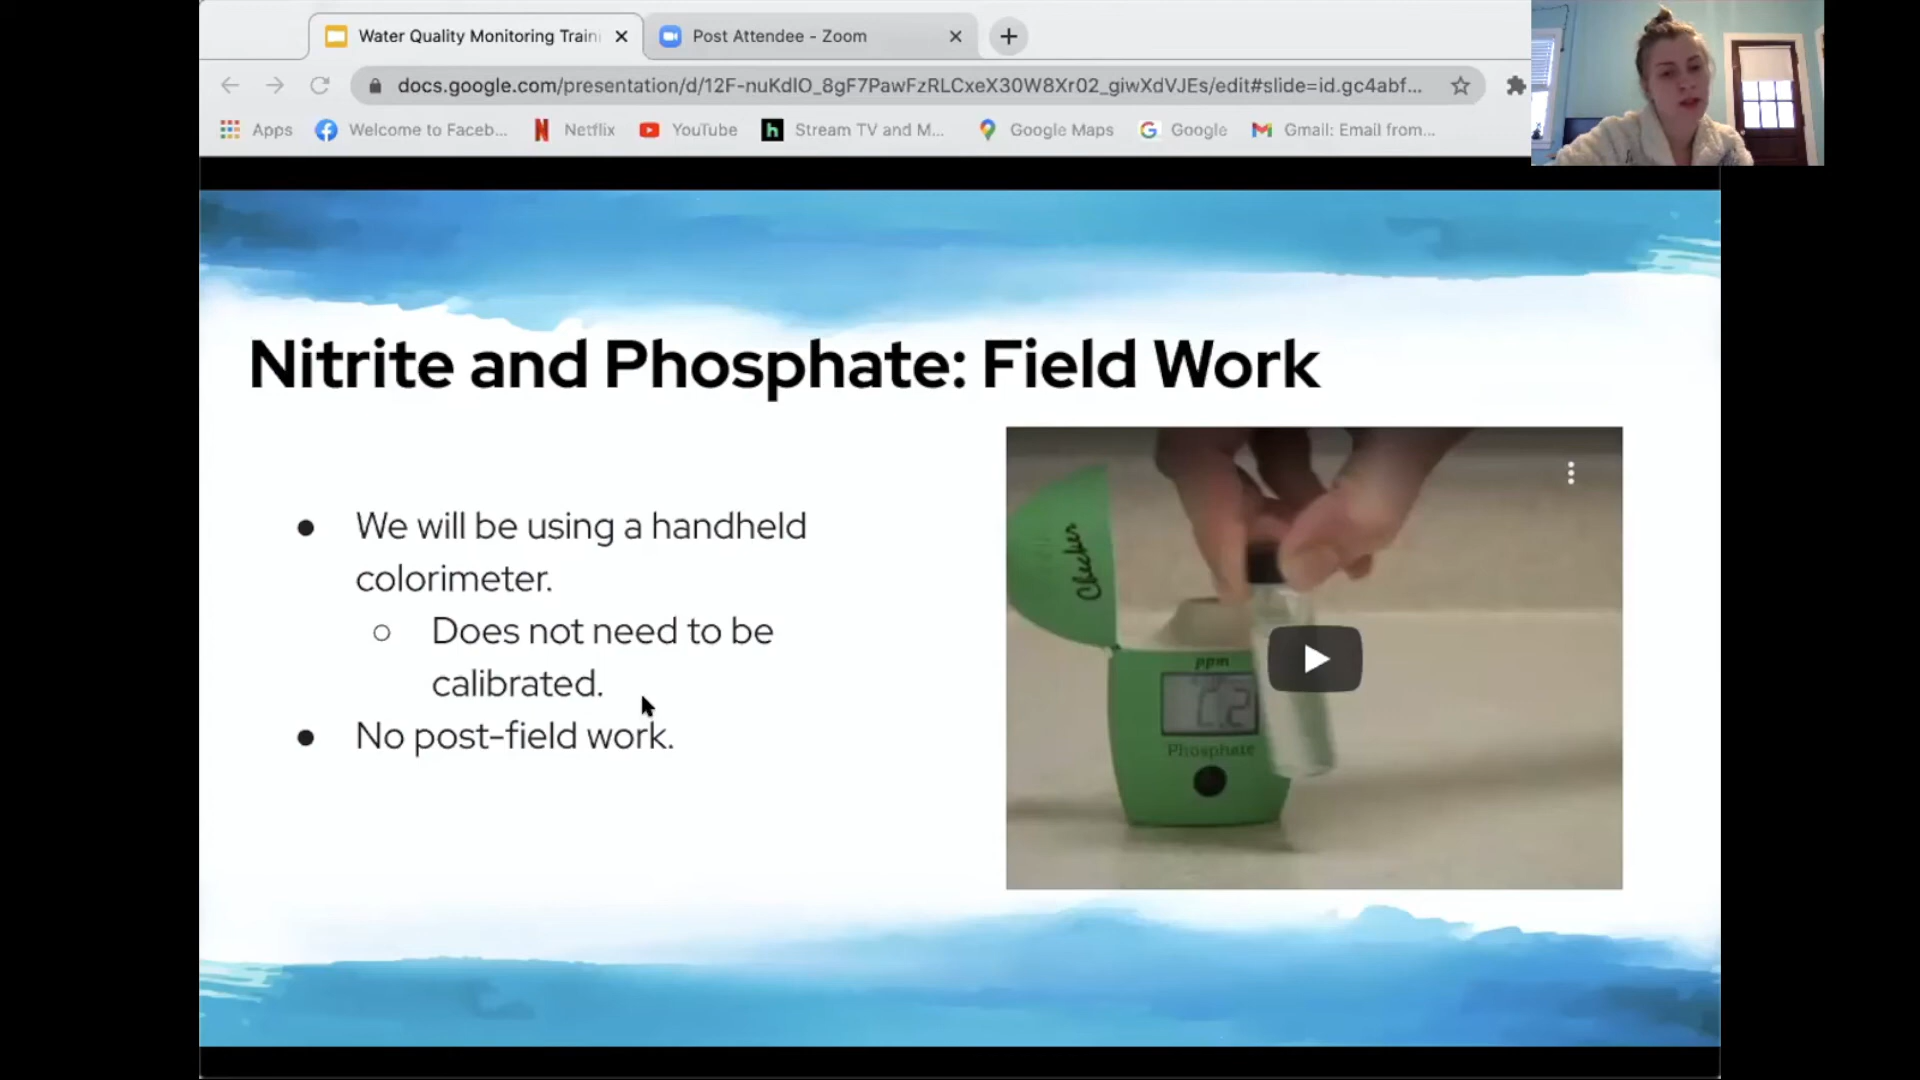 Water Quality Monitoring Traini
Post Attendee - Zoom
docs.google.com/presentation/d/12F-nuKdlO_8gF7PawFzRLCxeX30W8Xr02_giwXdVJEs/edit#slide=id.gc4abf...
Apps
Welcome to Faceb...
Netflix
YouTube
Stream TV and M...
Google Maps
Google
Gmail: Email from...
Nitrite and Phosphate: Field Work
● We will be using a handheld
colorimeter.
○ Does not need to be
calibrated.
● No post-field work.
Checker
ppm
2.2
Phosphate